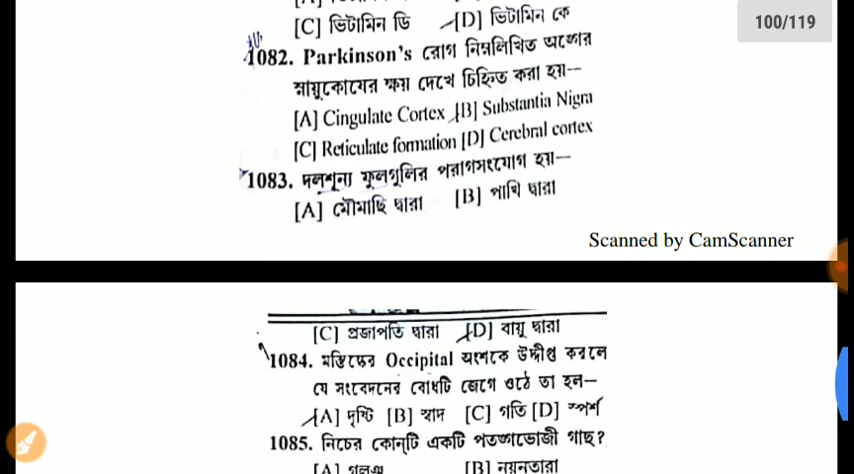 [C] ভিটামিন ডি [D] ভিটামিন কে
100/119
1082. Parkinson's রোগ নিম্নলিখিত অঙ্গের
স্নায়ুকোষের ক্ষয় দেখে চিহ্নিত করা হয়—
[A] Cingulate Cortex [B] Substantia Nigra
[C] Reticulate formation [D] Cerebral cortex
1083. দলশূন্য ফুলগুলির পরাগসংযোগ হয়—
[A] মৌমাছি দ্বারা [B] পাখি দ্বারা
Scanned by CamScanner
[C] প্রজাপতি দ্বারা [D] বায়ু দ্বারা
1084. মস্তিষ্কের Occipital অংশকে উদ্দীপ্ত করলে
যে সংবেদনের বোধটি জেগে ওঠে তা হল—
[A] দৃষ্টি [B] স্বাদ [C] গতি [D] স্পর্শ
1085. নিচের কোন্‌টি একটি পতঙ্গভোজী গাছ?
[A] [B] নয়নতারা